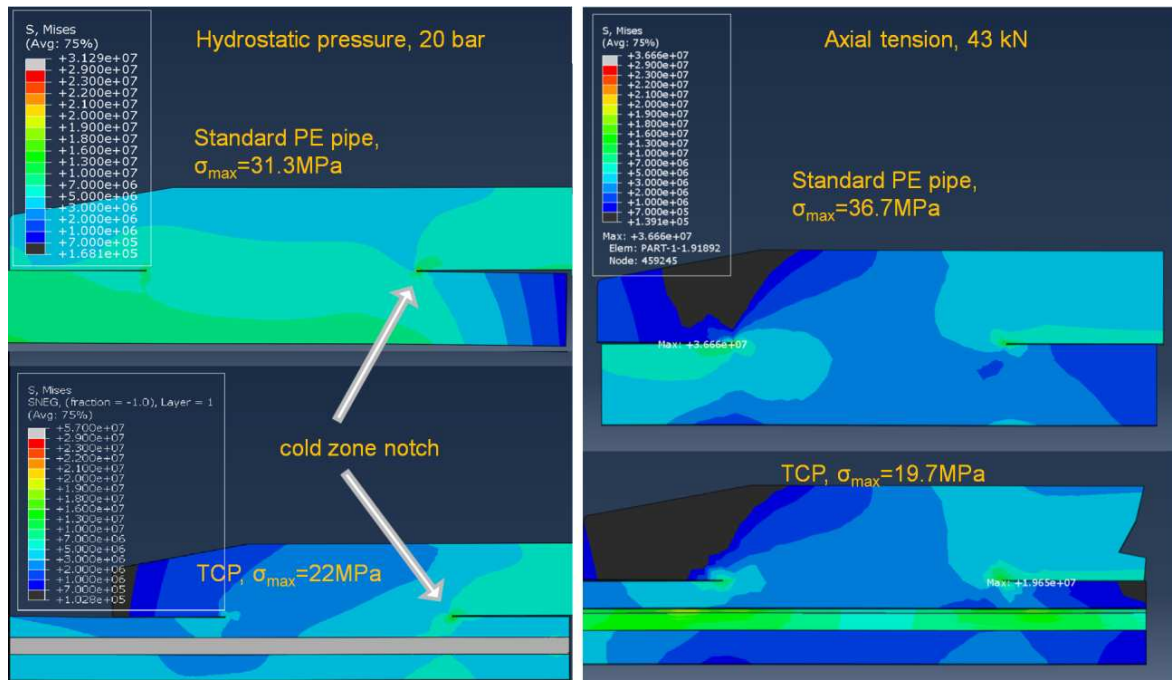 S, Mises
(Avg: 75%)
+3.129e+07
+2.900e+07
+2.300e+07
+2.200e+07
+2.100e+07
+2.000e+07
+1.900e+07
+1.800e+07
+1.600e+07
+1.300e+07
+7.000e+06
+5.000e+06
+3.000e+06
+2.000e+06
+1.000e+06
+7.000e+05
+1.681e+05
Hydrostatic pressure, 20 bar
Standard PE pipe,
σmax=31.3MPa
S, Mises
SNEG, (fraction = -1.0), Layer = 1
(Avg: 75%)
+5.700e+07
+2.900e+07
+2.300e+07
+2.200e+07
+2.100e+07
+2.000e+07
+1.900e+07
+1.800e+07
+1.600e+07
+1.300e+07
+1.000e+07
+7.000e+06
+5.000e+06
+3.000e+06
+2.000e+06
+1.000e+06
+7.000e+05
+1.028e+05
cold zone notch
TCP, σmax=22MPa
S, Mises
(Avg: 75%)
+3.666e+07
+2.900e+07
+2.300e+07
+2.200e+07
+2.100e+07
+2.000e+07
+1.900e+07
+1.800e+07
+1.600e+07
+1.300e+07
+1.000e+07
+7.000e+06
+5.000e+06
+3.000e+06
+2.000e+06
+1.000e+06
+7.000e+05
+1.391e+05
Max: +3.666e+07
Elem: PART-1-1.91892
Node: 459245
Axial tension, 43 kN
Standard PE pipe,
σmax=36.7MPa
Max: +3.666e+07
TCP, σmax=19.7MPa
Max: +1.965e+07